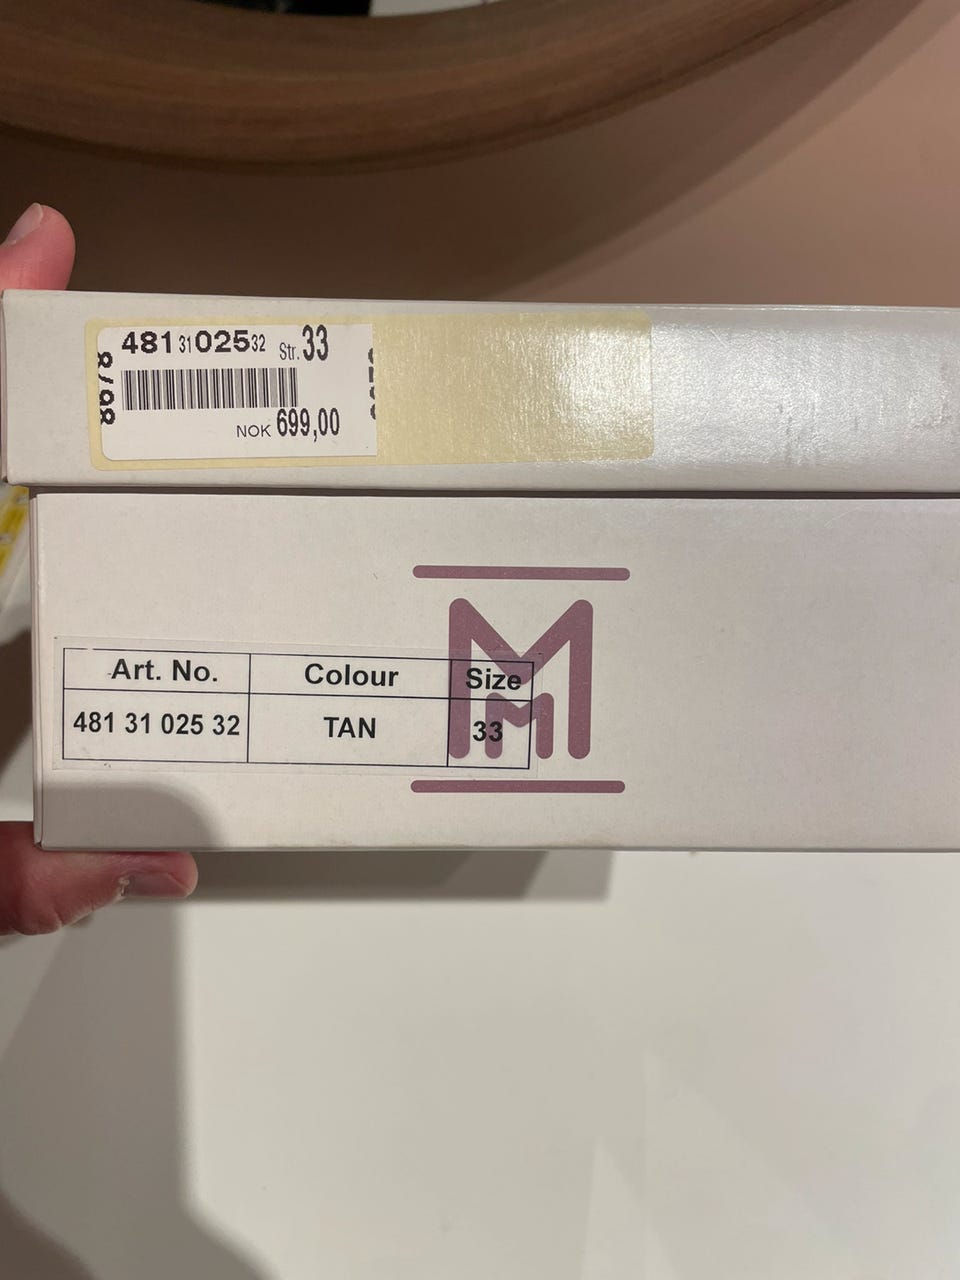 481 31 025 32 Str. 33
8678
NOK 699,00
Art. No. Colour Size
481 31 025 32 TAN 33